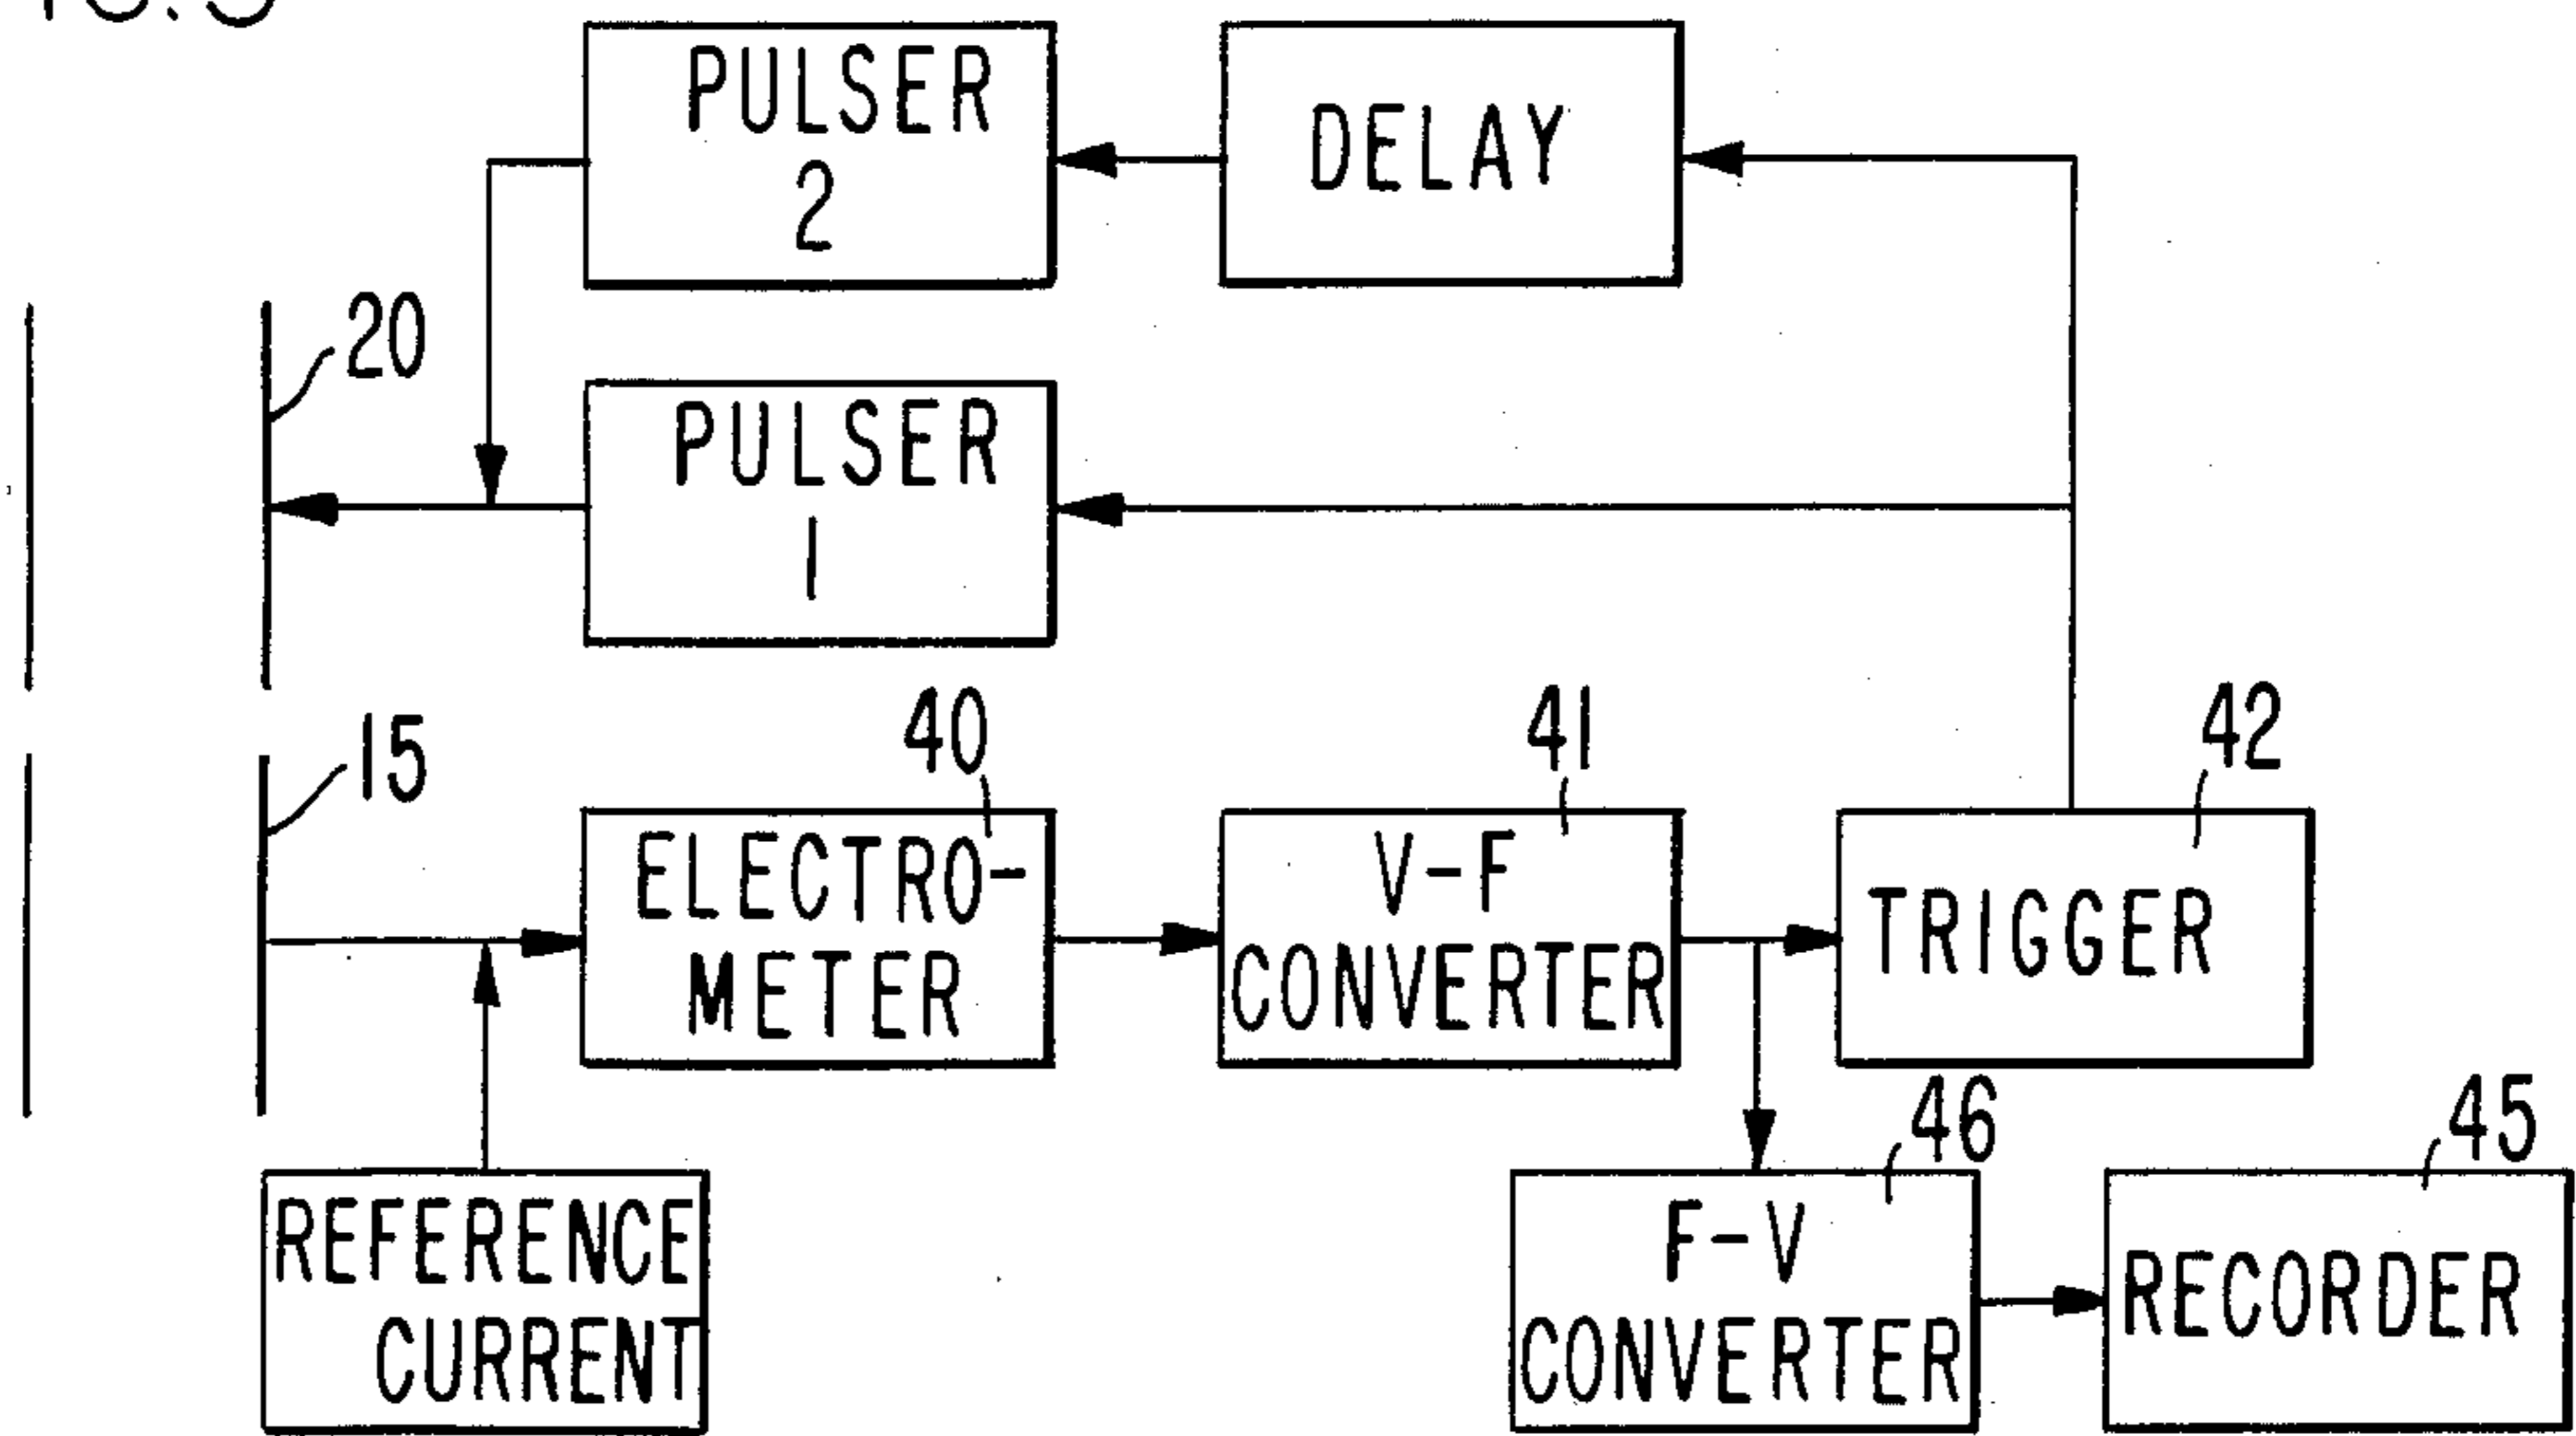 PULSER
2
DELAY
20
PULSER
1
15
40
41
42
ELECTRO-
METER
V-F
CONVERTER
TRIGGER
46
45
REFERENCE
CURRENT
F-V
CONVERTER
RECORDER